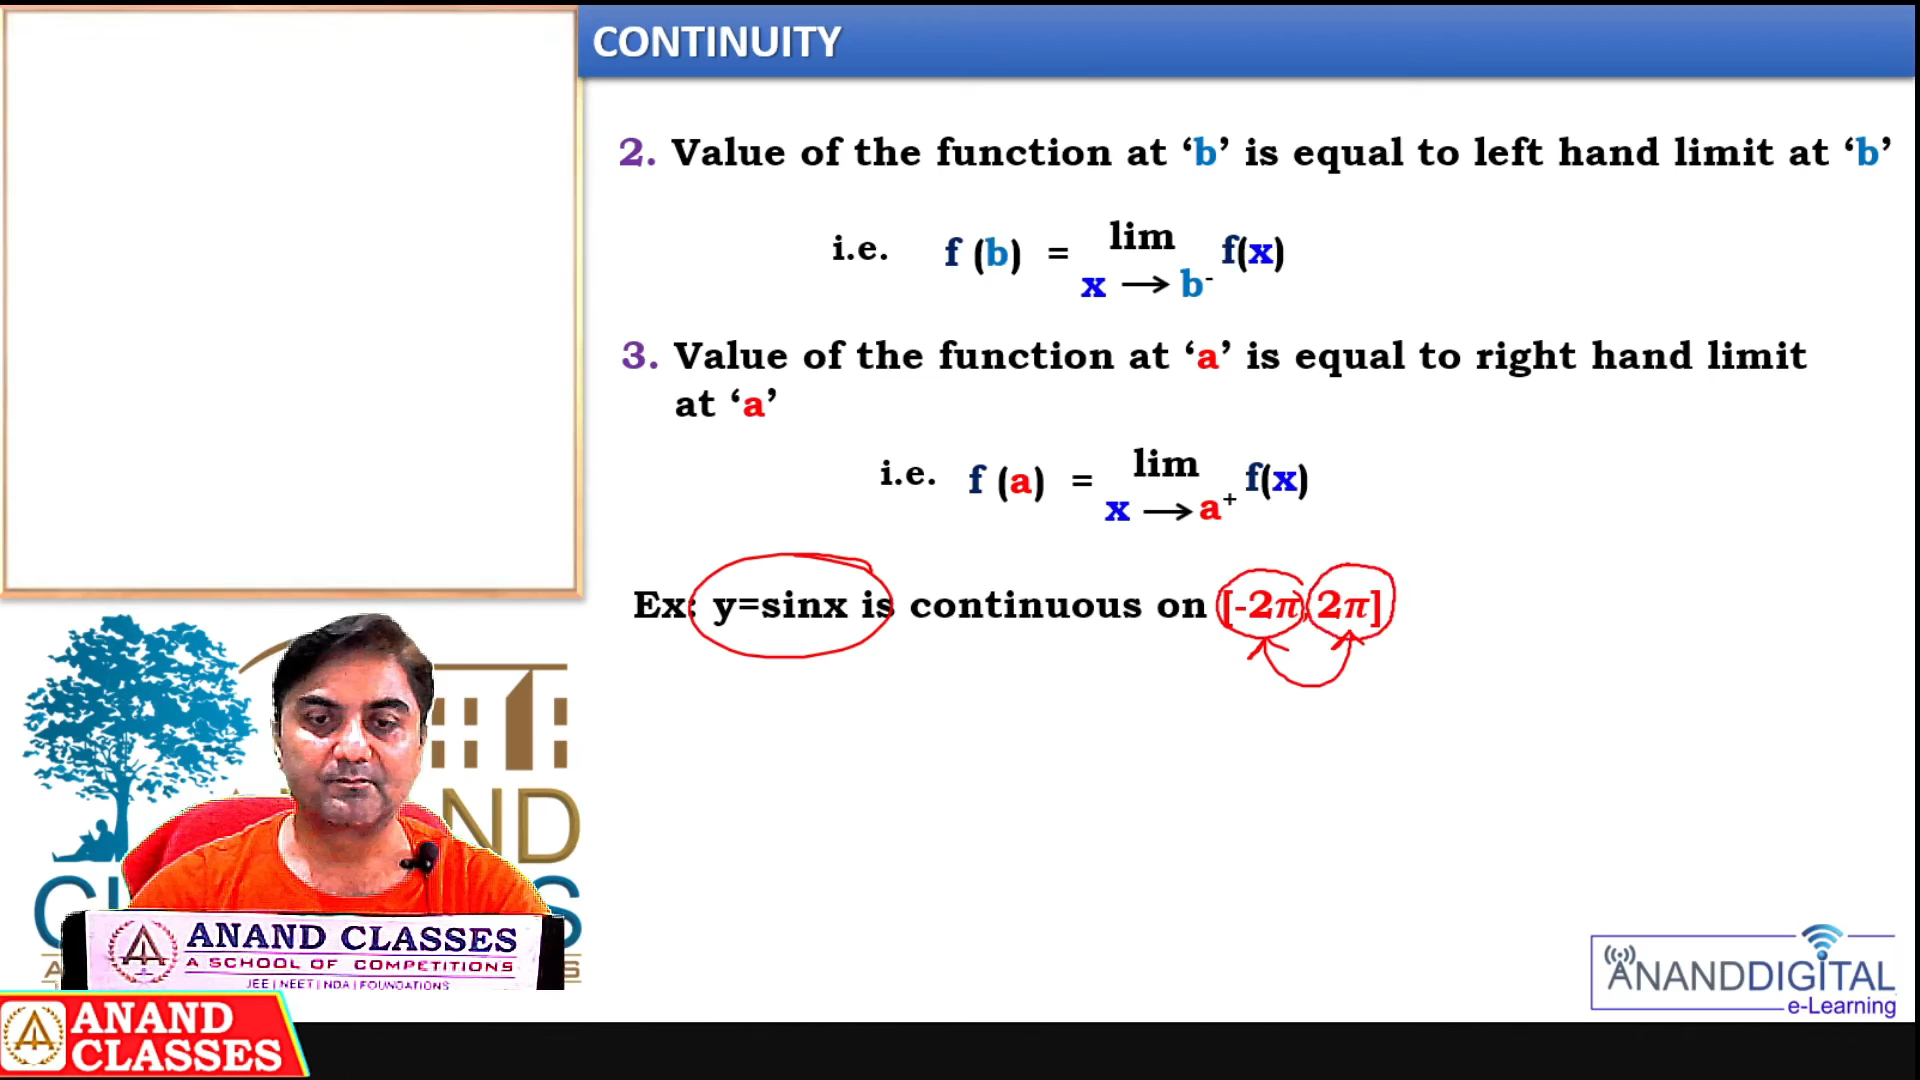 CONTINUITY
2. Value of the function at ‘b’ is equal to left hand limit at ‘b’
i.e. f (b) = lim f(x)
x → b-
3. Value of the function at ‘a’ is equal to right hand limit
at ‘a’
i.e. f (a) = lim f(x)
x → a+
Ex: y=sinx is continuous on [-2π, 2π]
ANAND CLASSES
A SCHOOL OF COMPETITIONS
JEE | NEET | NDA | FOUNDATIONS
ANAND
CLASSES
ANANDDIGITAL
e-Learning